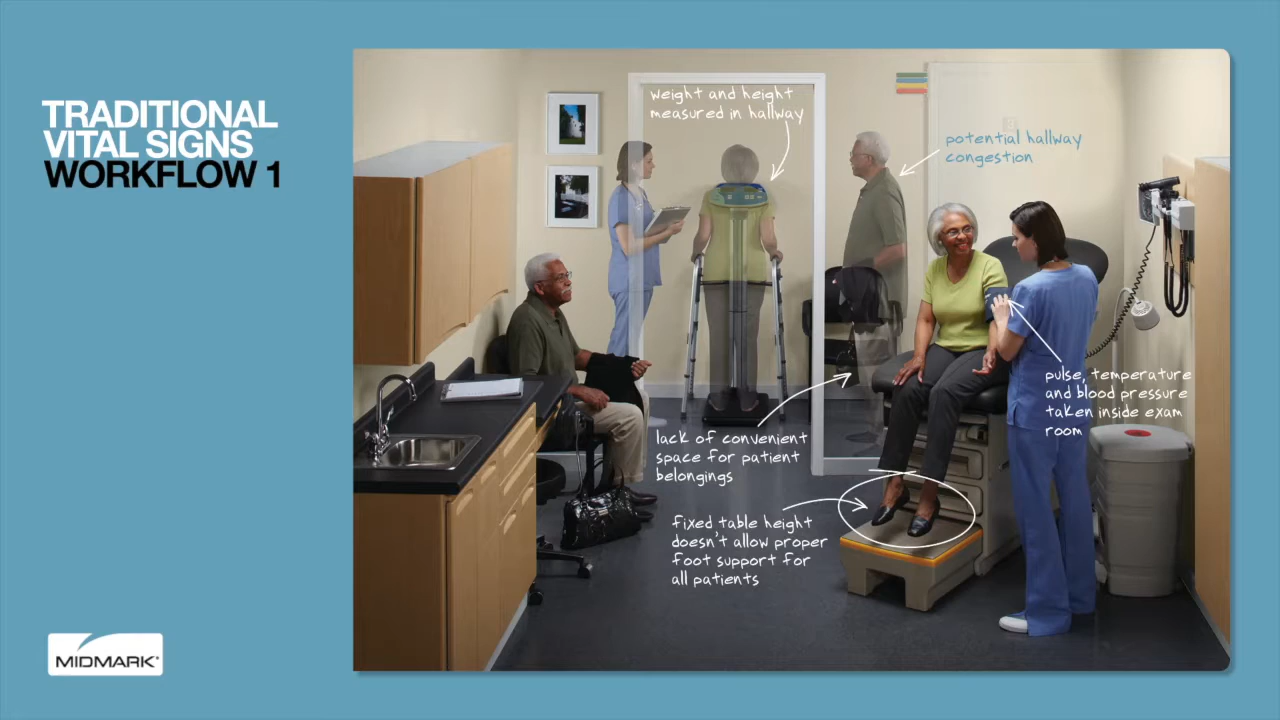 TRADITIONAL
VITAL SIGNS
WORKFLOW 1
weight and height
measured in hallway
potential hallway
congestion
pulse, temperature
and blood pressure
taken inside exam
room
lack of convenient
space for patient
belongings
fixed table height
doesn't allow proper
foot support for
all patients
MIDMARK